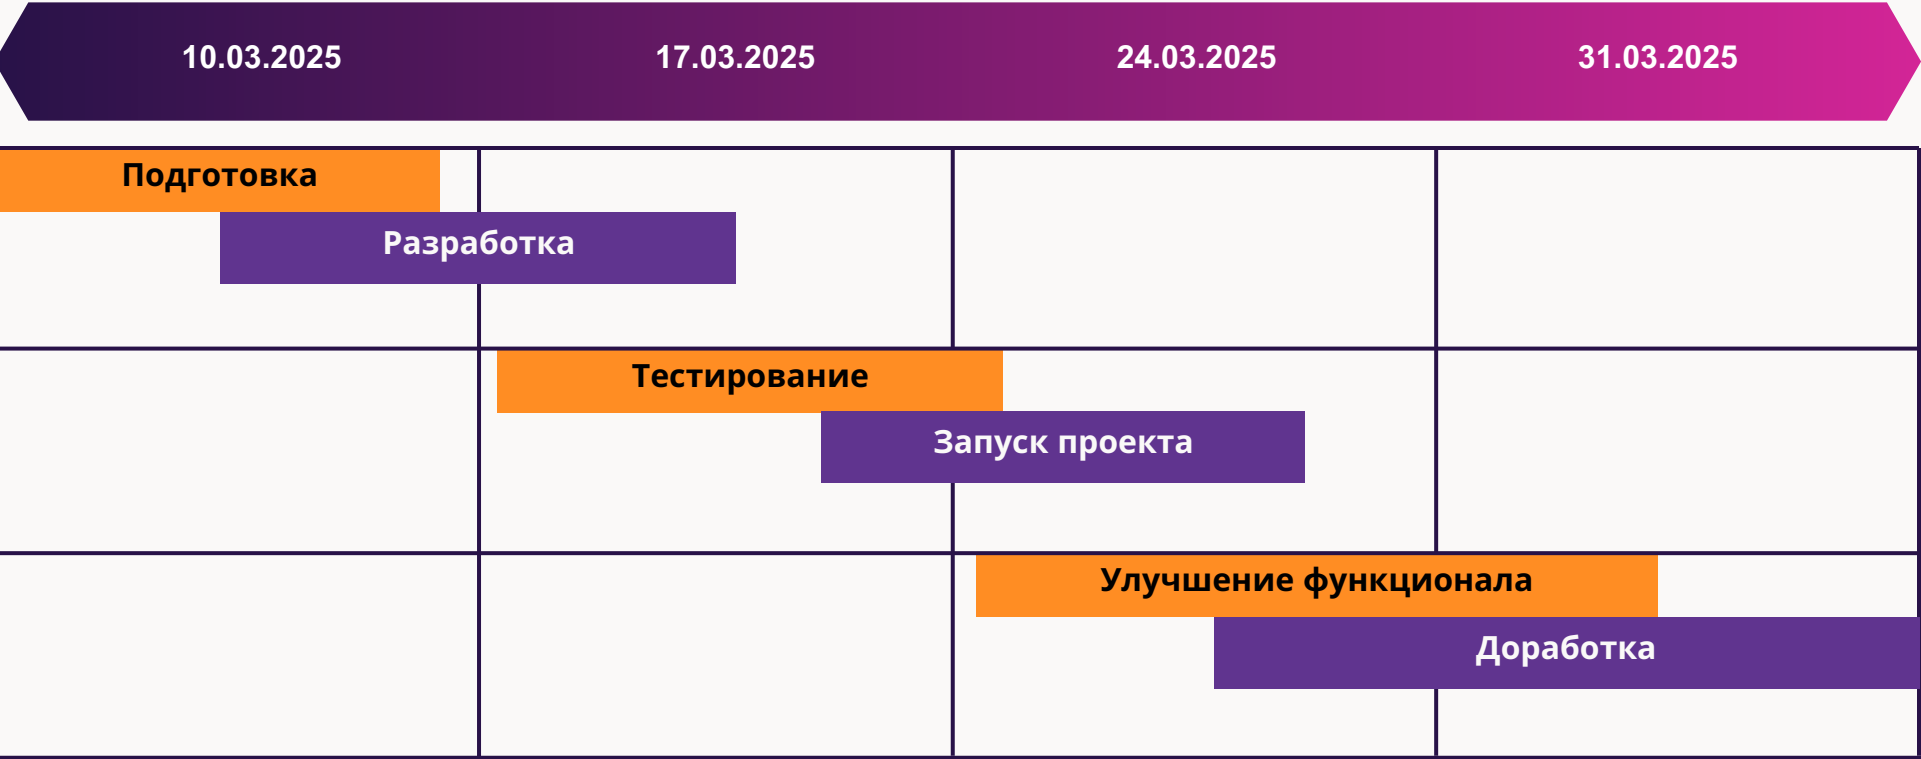 10.03.2025
17.03.2025
24.03.2025
31.03.2025
Подготовка
Разработка
Тестирование
Запуск проекта
Улучшение функционала
Доработка